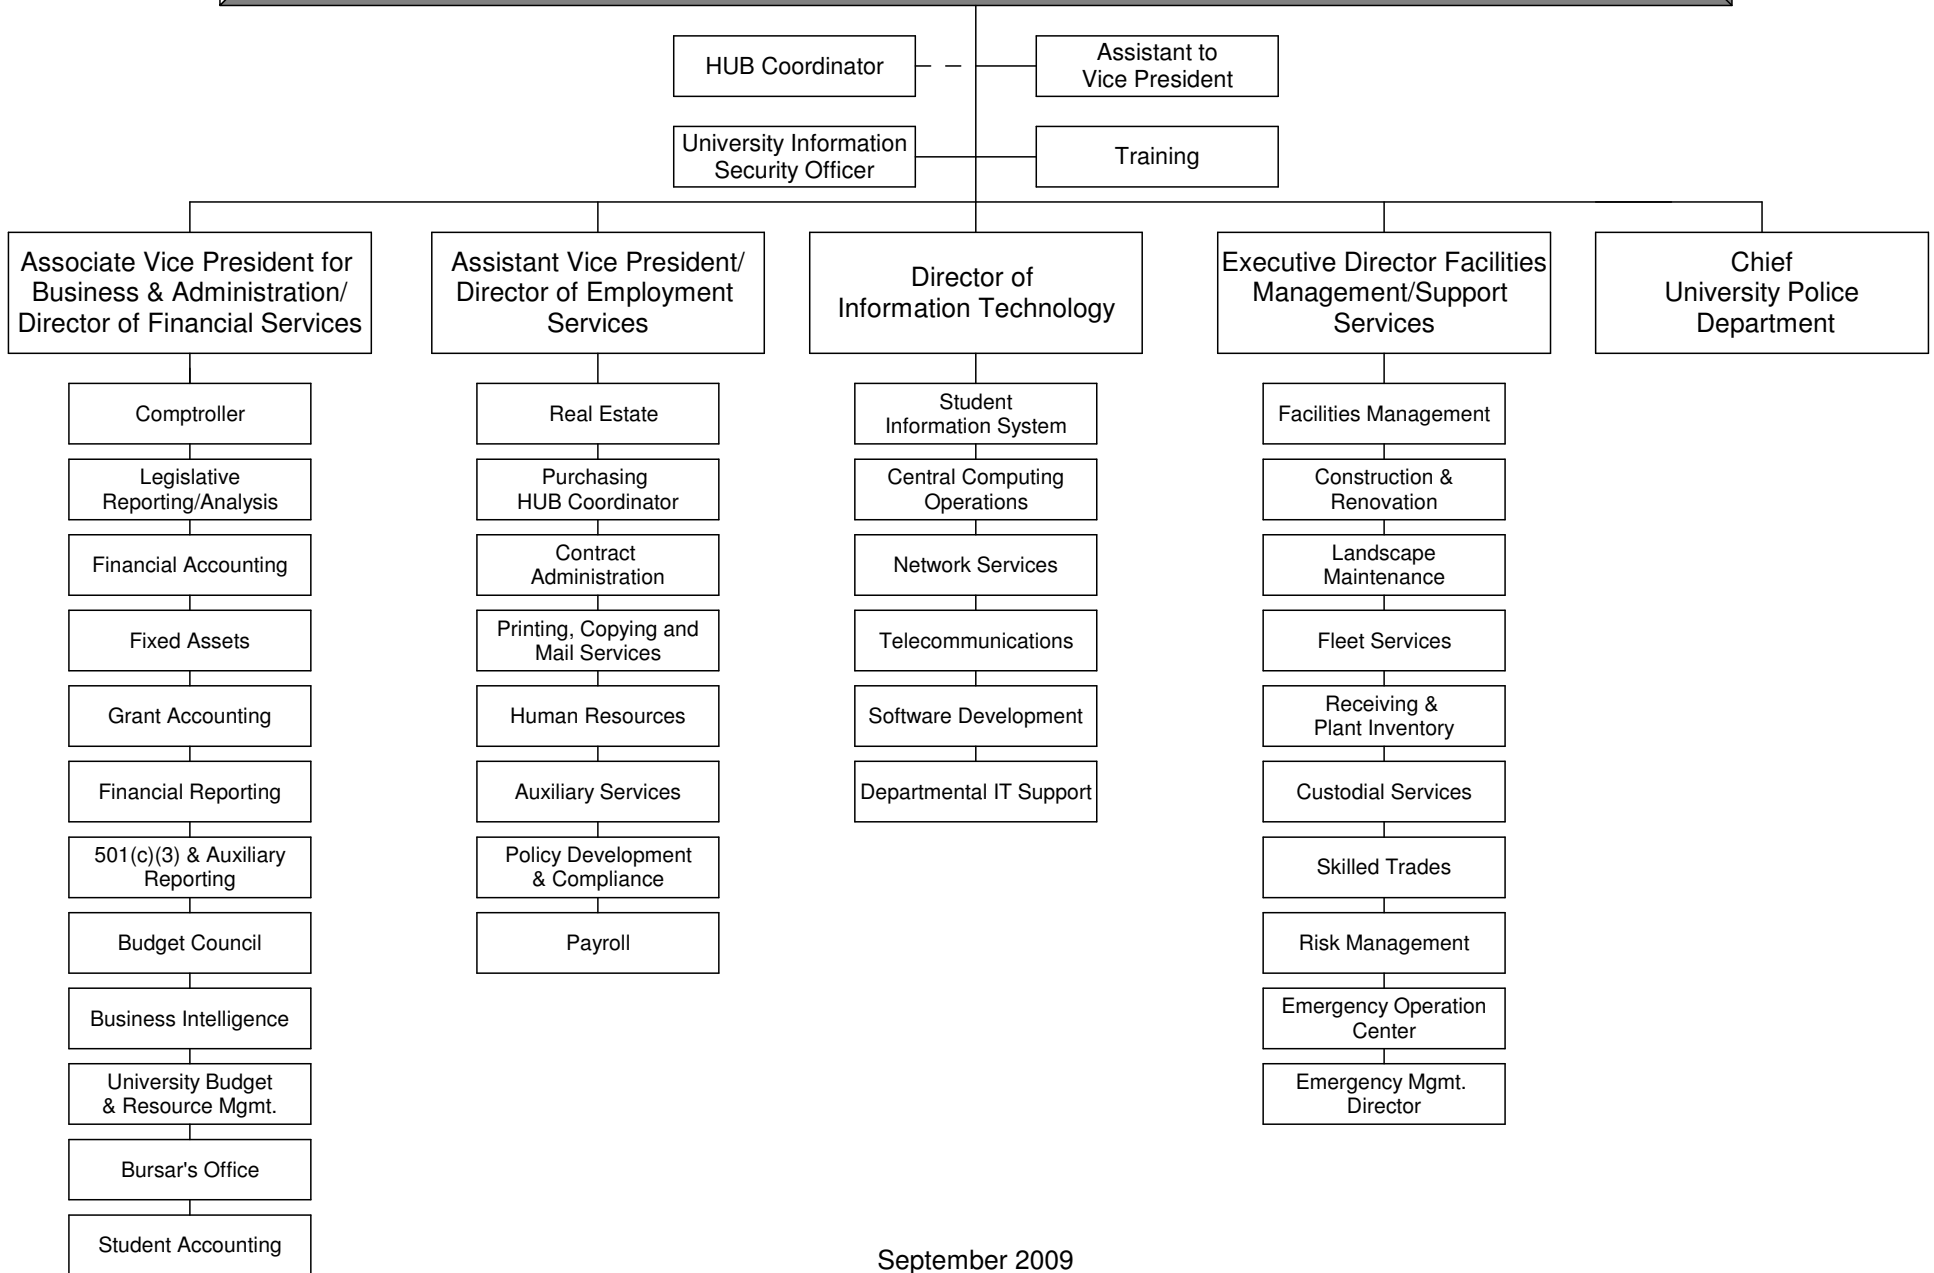 HUB Coordinator
Assistant to
Vice President
University Information
Security Officer
Training
Associate Vice President for
Business & Administration/
Director of Financial Services
Assistant Vice President/
Director of Employment
Services
Director of
Information Technology
Executive Director Facilities
Management/Support
Services
Chief
University Police
Department
Comptroller
Legislative
Reporting/Analysis
Financial Accounting
Fixed Assets
Grant Accounting
Financial Reporting
501(c)(3) & Auxiliary
Reporting
Budget Council
Business Intelligence
University Budget
& Resource Mgmt.
Bursar's Office
Student Accounting
Real Estate
Purchasing
HUB Coordinator
Contract
Administration
Printing, Copying and
Mail Services
Human Resources
Auxiliary Services
Policy Development
& Compliance
Payroll
Student
Information System
Central Computing
Operations
Network Services
Telecommunications
Software Development
Departmental IT Support
Facilities Management
Construction &
Renovation
Landscape
Maintenance
Fleet Services
Receiving &
Plant Inventory
Custodial Services
Skilled Trades
Risk Management
Emergency Operation
Center
Emergency Mgmt.
Director
September 2009